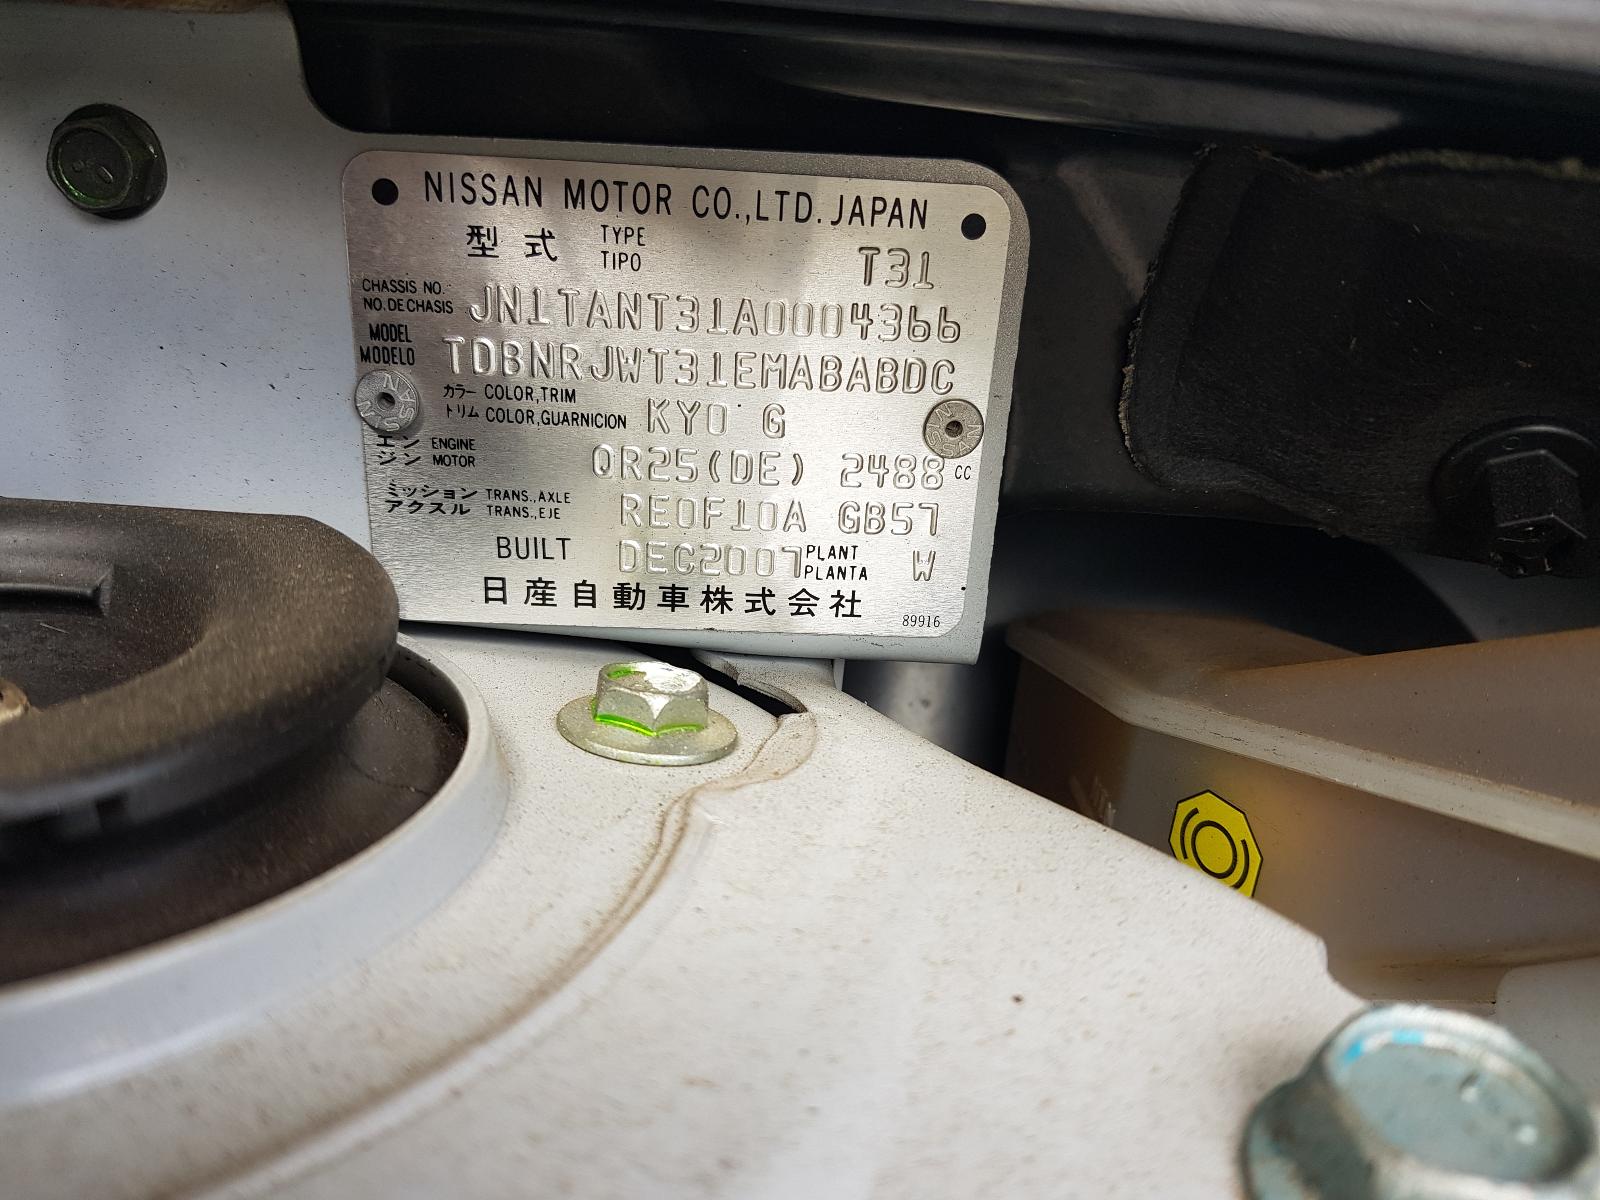 NISSAN MOTOR CO.,LTD. JAPAN
型式 TYPE
TIPO
T31
CHASSIS NO.
NO. DE CHASIS
JN1TANT31A0004366
MODEL
MODELO
TDBNRJWT31EMABABDC
カラー COLOR,TRIM
トリム COLOR,GUARNICION
KY0 G
エン ENGINE
ジン MOTOR
QR25(DE) 2488 CC
ミッション TRANS.,AXLE
アクスル TRANS.,EJE
RE0F10A GB57
BUILT DEC2007
PLANT
PLANTA
W
日産自動車株式会社
89916
NISSAN
NISSAN